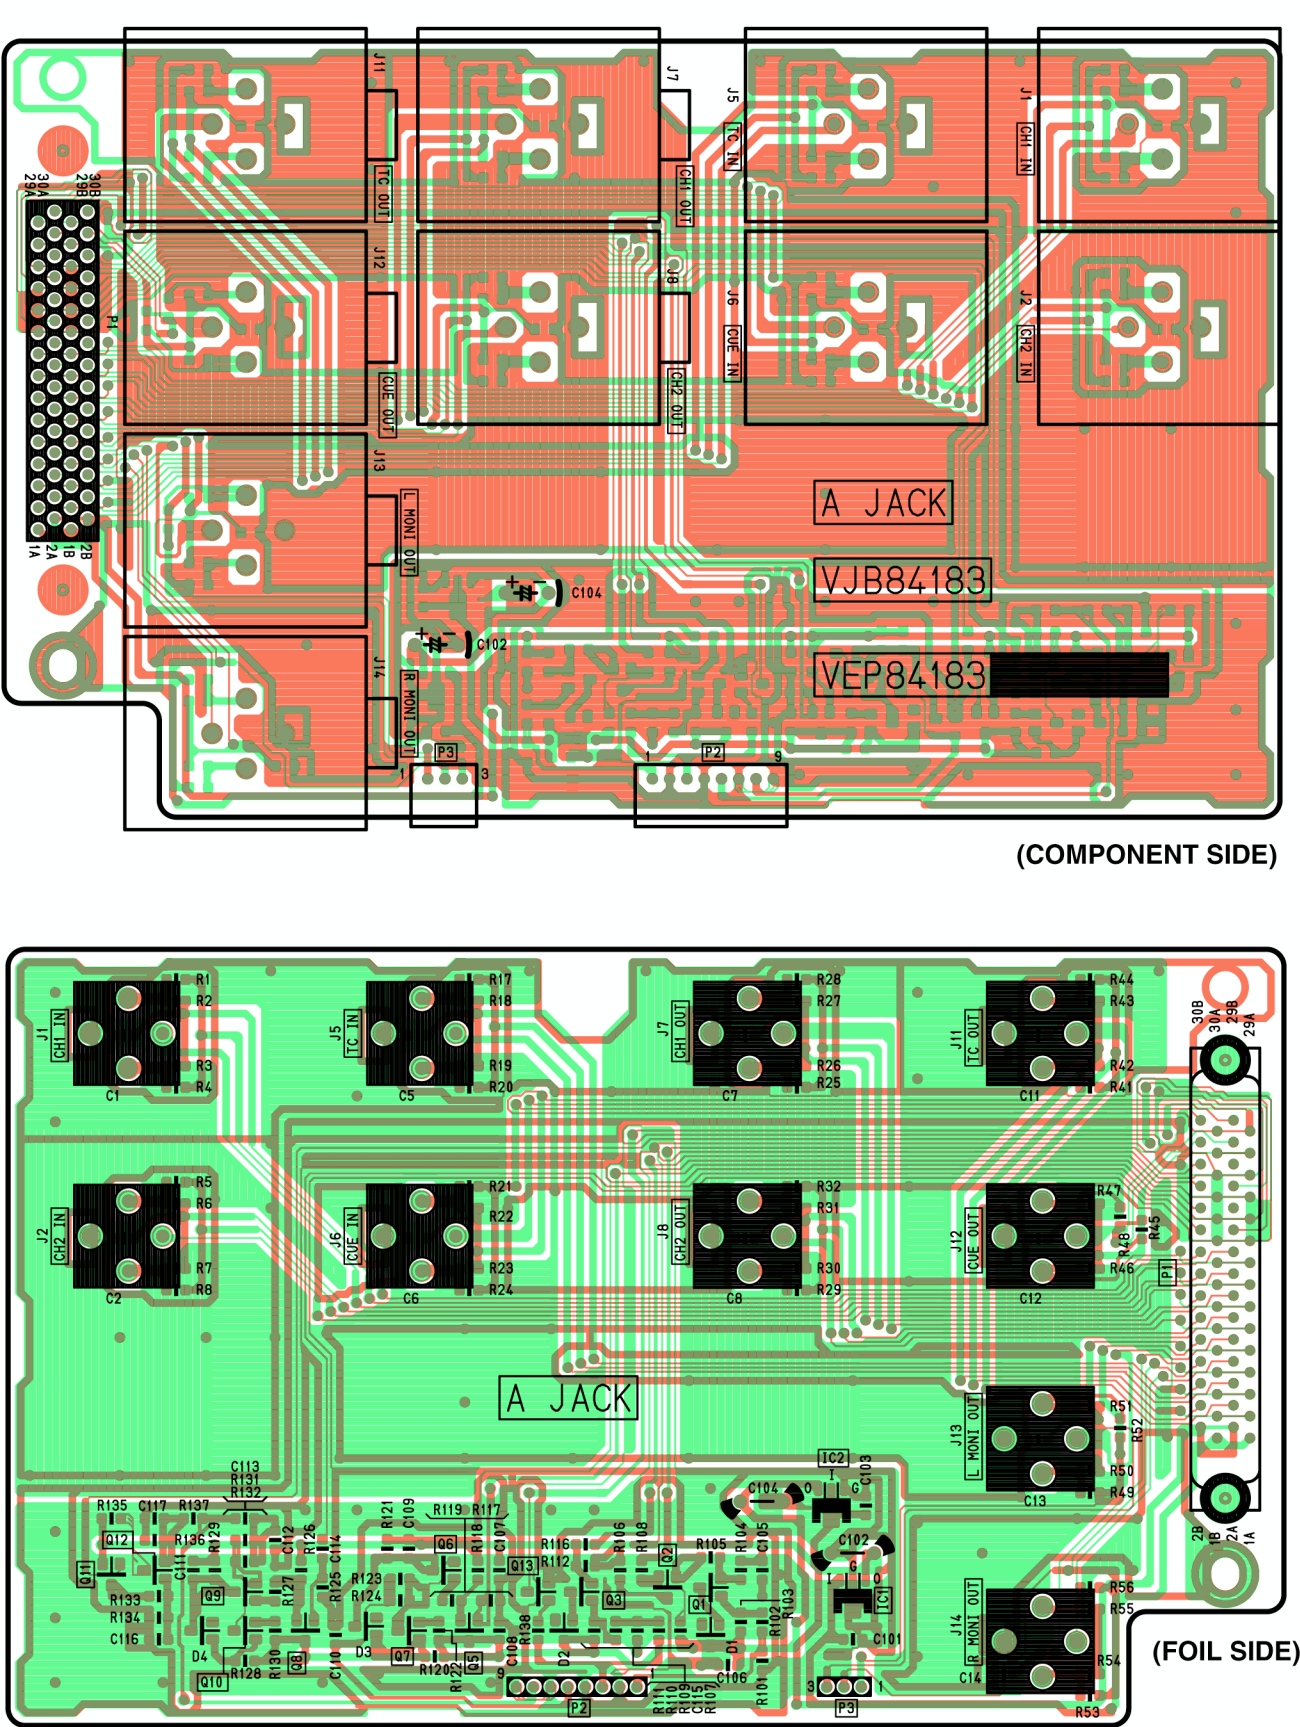 J11
J7
J5
J1
TC IN
CH1 IN
TC OUT
CH1 OUT
29A
30A
29B
30B
J12
J8
J6
J2
P1
CUE IN
CH2 IN
CUE OUT
CH2 OUT
J13
L MONI OUT
A JACK
1A
2A
1B
2B
VJB84183
+ - C104
+ - C102
VEP84183
J14
R MONI OUT
P3
1 3
P2
1 9
(COMPONENT SIDE)
R1
R2
R3
R4
J1
CH1 IN
C1
R17
R18
R19
R20
J5
TC IN
C5
R28
R27
R26
R25
J7
CH1 OUT
C7
R44
R43
R42
R41
J11
TC OUT
C11
30B
30A
29B
29A
R5
R6
R7
R8
J2
CH2 IN
C2
R21
R22
R23
R24
J6
CUE IN
C6
R32
R31
R30
R29
J8
CH2 OUT
C8
R47
R48
R45
R46
J12
CUE OUT
C12
P1
A JACK
J13
L MONI OUT
R51
R52
R50
R49
C13
C113
R131
R132
R135
C117
R137
R121
C109
R119
R117
C104
IC2
I
O
G
C103
Q12
R136
R129
C112
R126
C114
Q6
R118
C107
R116
R112
R106
R108
Q2
R105
R104
C105
C102
G
I
O
IC1
2B
1B
2A
1A
Q11
C111
Q9
R127
R125
R123
R124
Q13
Q3
Q1
R103
R102
R133
R134
C116
D4
Q10
R128
R130
Q8
C110
D3
Q7
R120
R122
Q5
C108
R138
D2
D1
C106
R101
C101
9
1
P2
R111
R110
R109
C115
R107
3
1
P3
J14
R MONI OUT
C14
R56
R55
R54
R53
(FOIL SIDE)